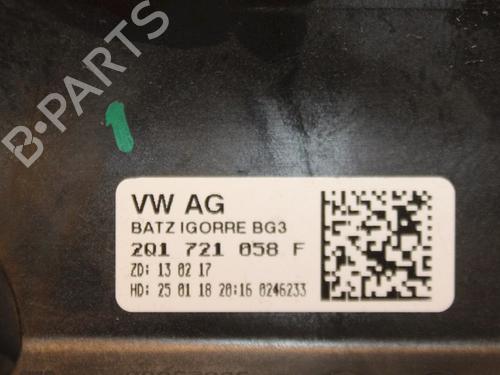 B-PARTS
1
VW AG
BATZ IGORRE BG3
2Q1 721 058 F
ZD: 13 02 17
HD: 25 01 18 20:16 0246233